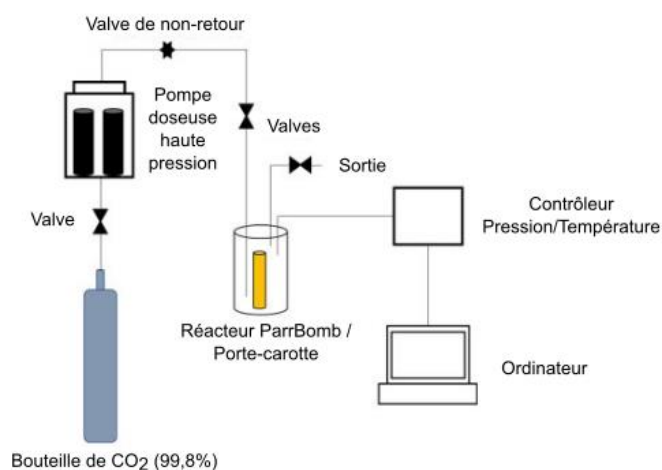 Valve de non-retour
Pompe
doseuse
haute
pression
Valves
Sortie
Valve
Contrôleur
Pression/Température
Réacteur ParrBomb /
Porte-carotte
Ordinateur
Bouteille de CO2 (99,8%)